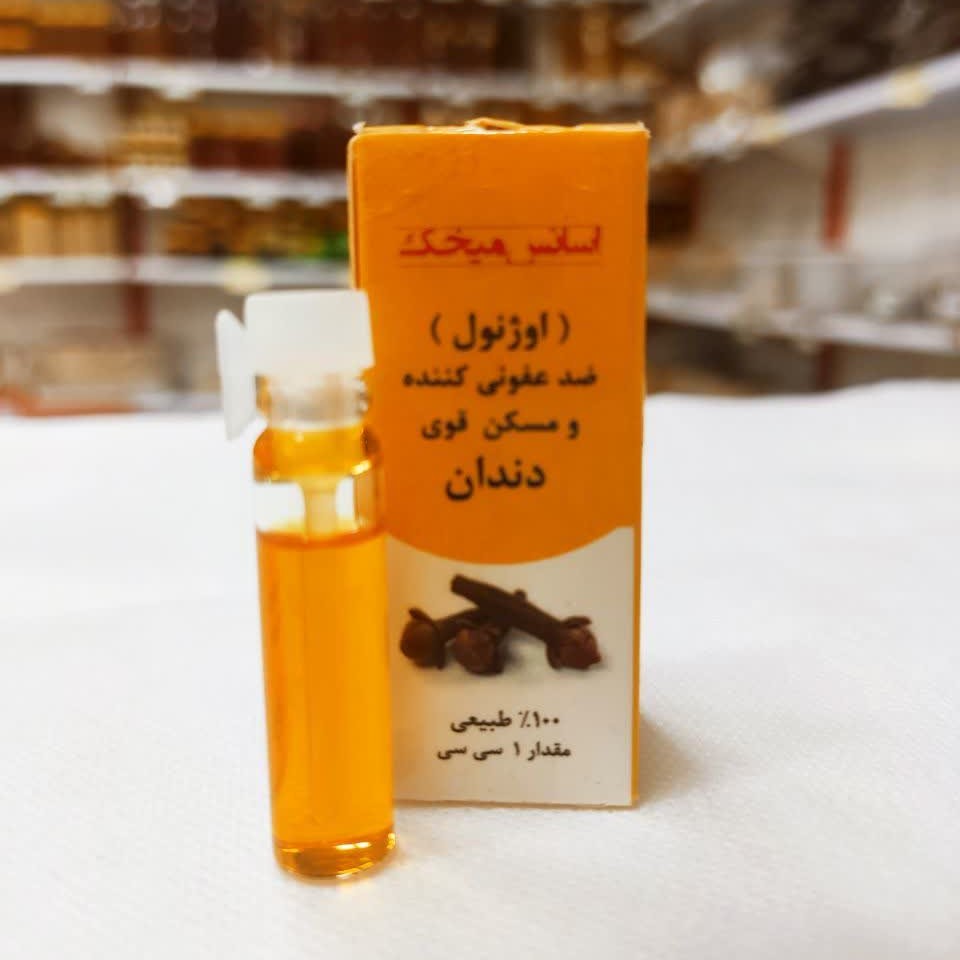 اسانس میخک
( اوژنول )
ضد عفونی کننده
و مسکن قوی
دندان
۱۰۰٪ طبیعی
مقدار ۱ سی سی